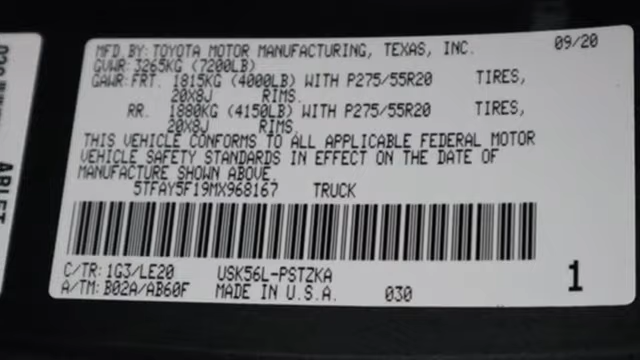 MFD. BY: TOYOTA MOTOR MANUFACTURING, TEXAS, INC. 09/20
GVWR: 3265KG (7200LB)
GAWR: FRT. 1815KG (4000LB) WITH P275/55R20 TIRES,
20X8J RIMS.
RR. 1880KG (4150LB) WITH P275/55R20 TIRES,
20X8J RIMS.
THIS VEHICLE CONFORMS TO ALL APPLICABLE FEDERAL MOTOR
VEHICLE SAFETY STANDARDS IN EFFECT ON THE DATE OF
MANUFACTURE SHOWN ABOVE.
5TFAY5F19MX968167 TRUCK
C/TR: 1G3/LE20 USK56L-PSTZKA
A/TM: B02A/AB60F MADE IN U.S.A. 030 1